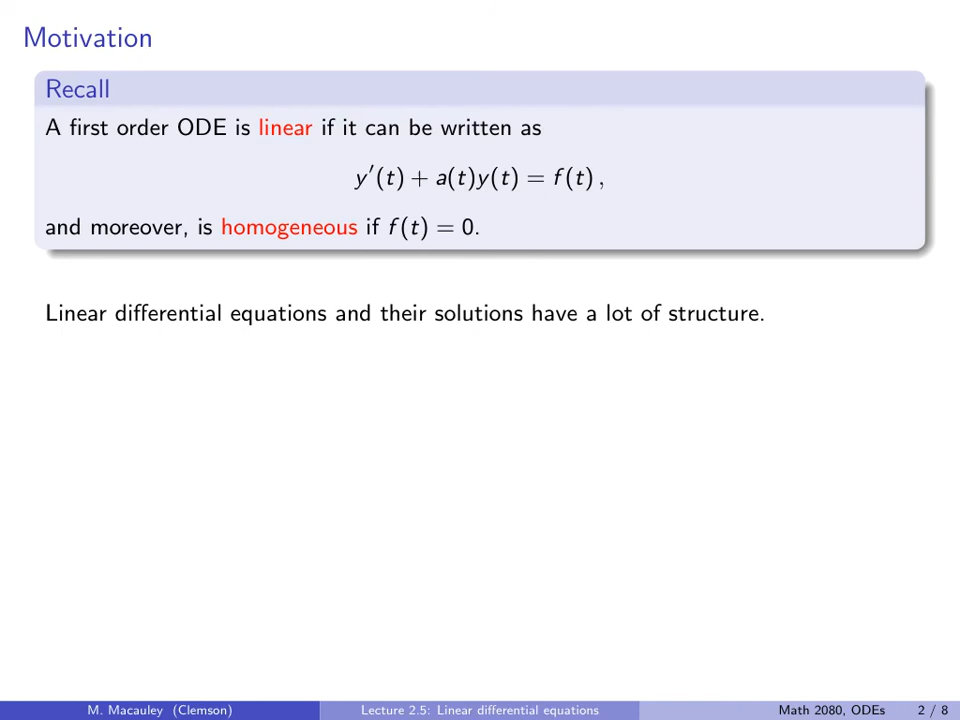 Motivation
Recall
A first order ODE is linear if it can be written as
y′(t) + a(t)y(t) = f(t) ,
and moreover, is homogeneous if f(t) = 0.
Linear differential equations and their solutions have a lot of structure.
M. Macauley (Clemson) Lecture 2.5: Linear differential equations Math 2080, ODEs 2 / 8